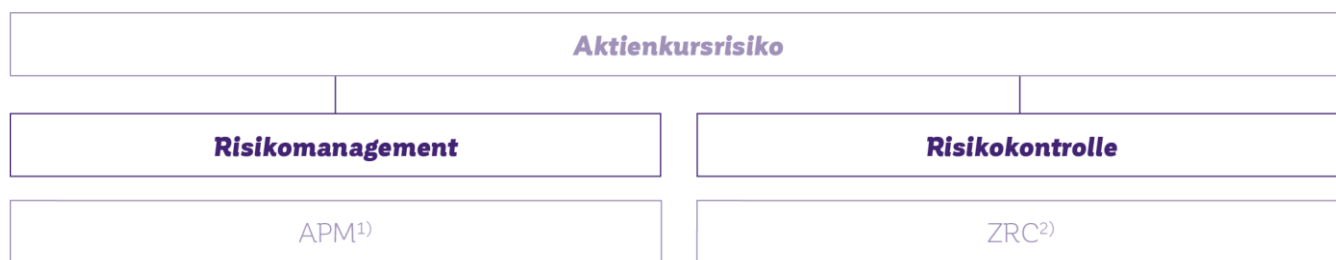 Aktienkursrisiko
Risikomanagement
Risikokontrolle
APM¹⁾
ZRC²⁾